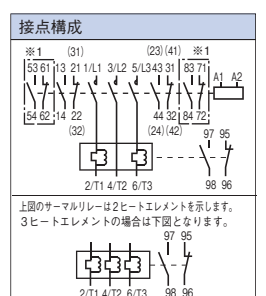 接点構成
※1 (31) (23)(41) ※1
53 61 13 21 1/L1 3/L2 5/L3 43 31 83 71 A1 A2
54 62 14 22 44 32 84 72
(32) (24)(42)
97 95
2/T1 4/T2 6/T3 98 96
上図のサーマルリレーは2ヒートエレメントを示します。
3ヒートエレメントの場合は下図となります。
97 95
2/T1 4/T2 6/T3 98 96